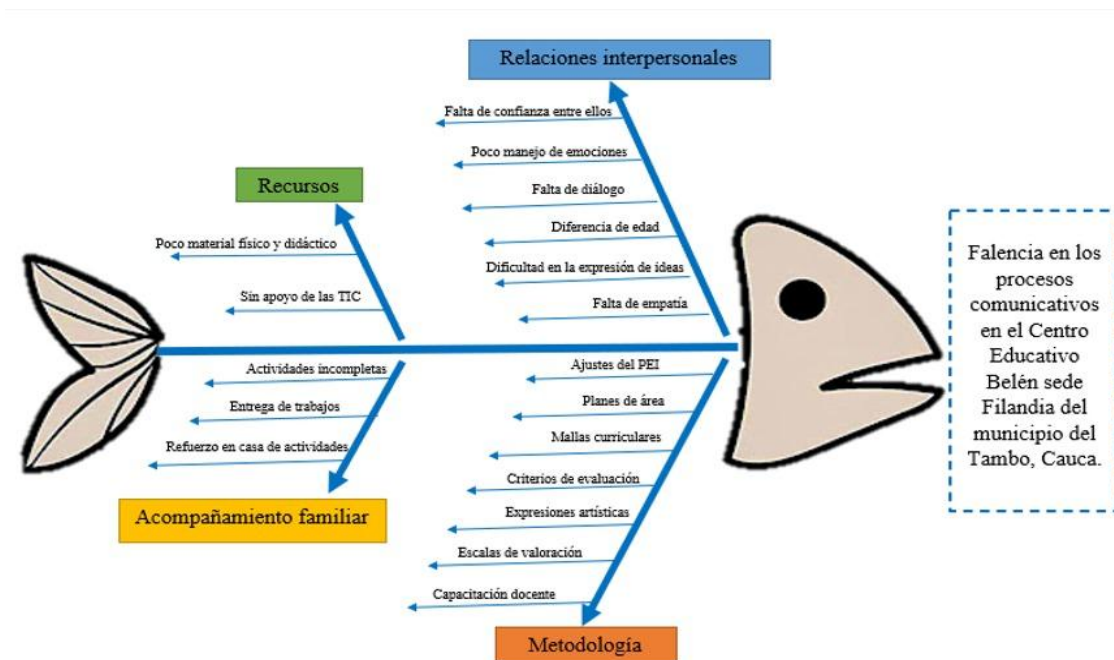 Relaciones interpersonales
Falta de confianza entre ellos
Poco manejo de emociones
Falta de diálogo
Diferencia de edad
Dificultad en la expresión de ideas
Falta de empatía
Recursos
Poco material físico y didáctico
Sin apoyo de las TIC
Actividades incompletas
Entrega de trabajos
Refuerzo en casa de actividades
Acompañamiento familiar
Ajustes del PEI
Planes de área
Mallas curriculares
Criterios de evaluación
Expresiones artísticas
Escalas de valoración
Capacitación docente
Metodología
Falencia en los
procesos
comunicativos
en el Centro
Educativo
Belén sede
Filandia del
municipio del
Tambo, Cauca.